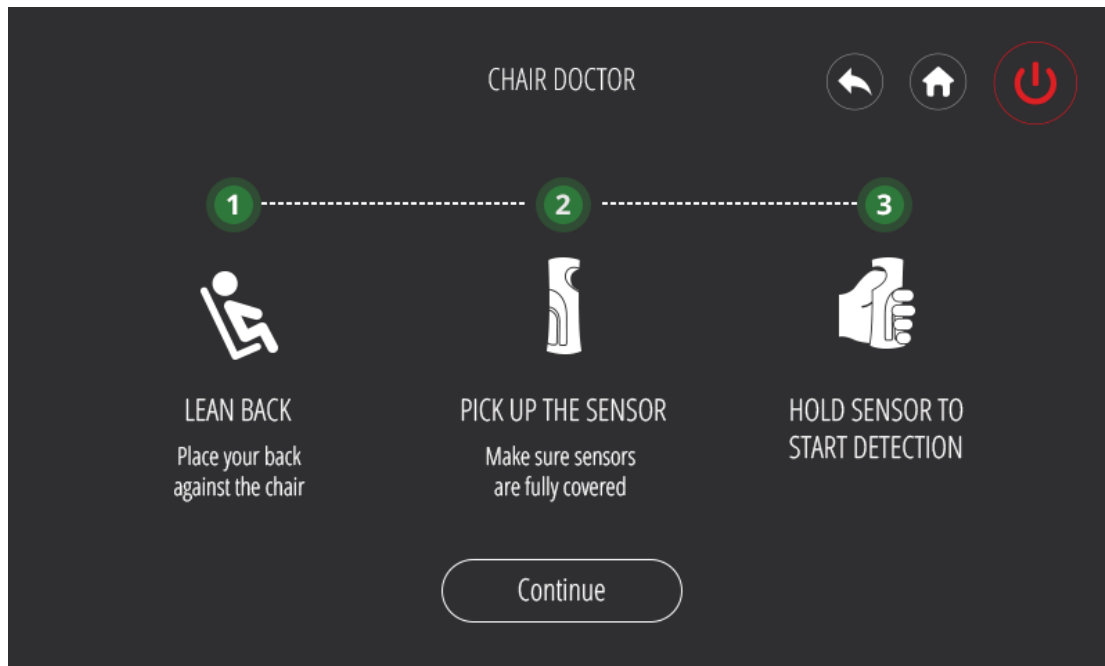 CHAIR DOCTOR
1
2
3
LEAN BACK
Place your back
against the chair
PICK UP THE SENSOR
Make sure sensors
are fully covered
HOLD SENSOR TO
START DETECTION
Continue